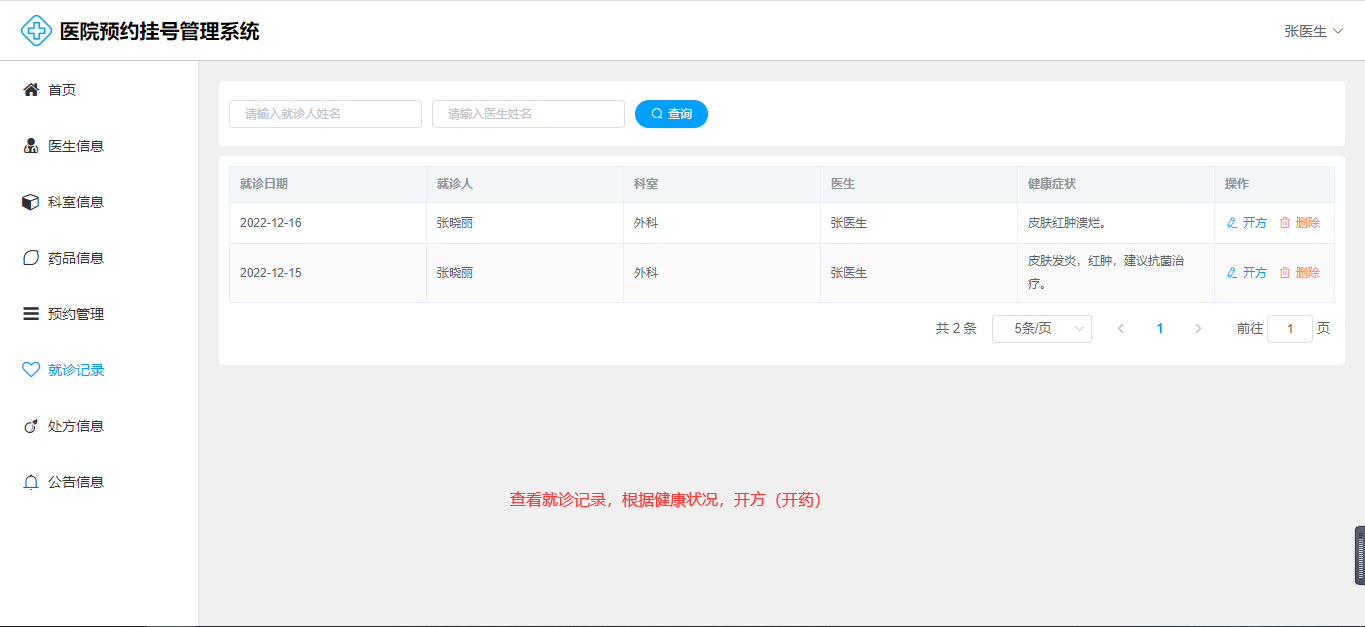 医院预约挂号管理系统
张医生
首页
医生信息
科室信息
药品信息
预约管理
就诊记录
处方信息
公告信息
请输入就诊人姓名 请输入医生姓名 查询
就诊日期 就诊人 科室 医生 健康症状 操作
2022-12-16 张晓丽 外科 张医生 皮肤红肿溃烂。 开方 删除
2022-12-15 张晓丽 外科 张医生 皮肤发炎，红肿，建议抗菌治
疗。 开方 删除
共 2 条 5条/页 1 前往 1 页
查看就诊记录，根据健康状况，开方（开药）